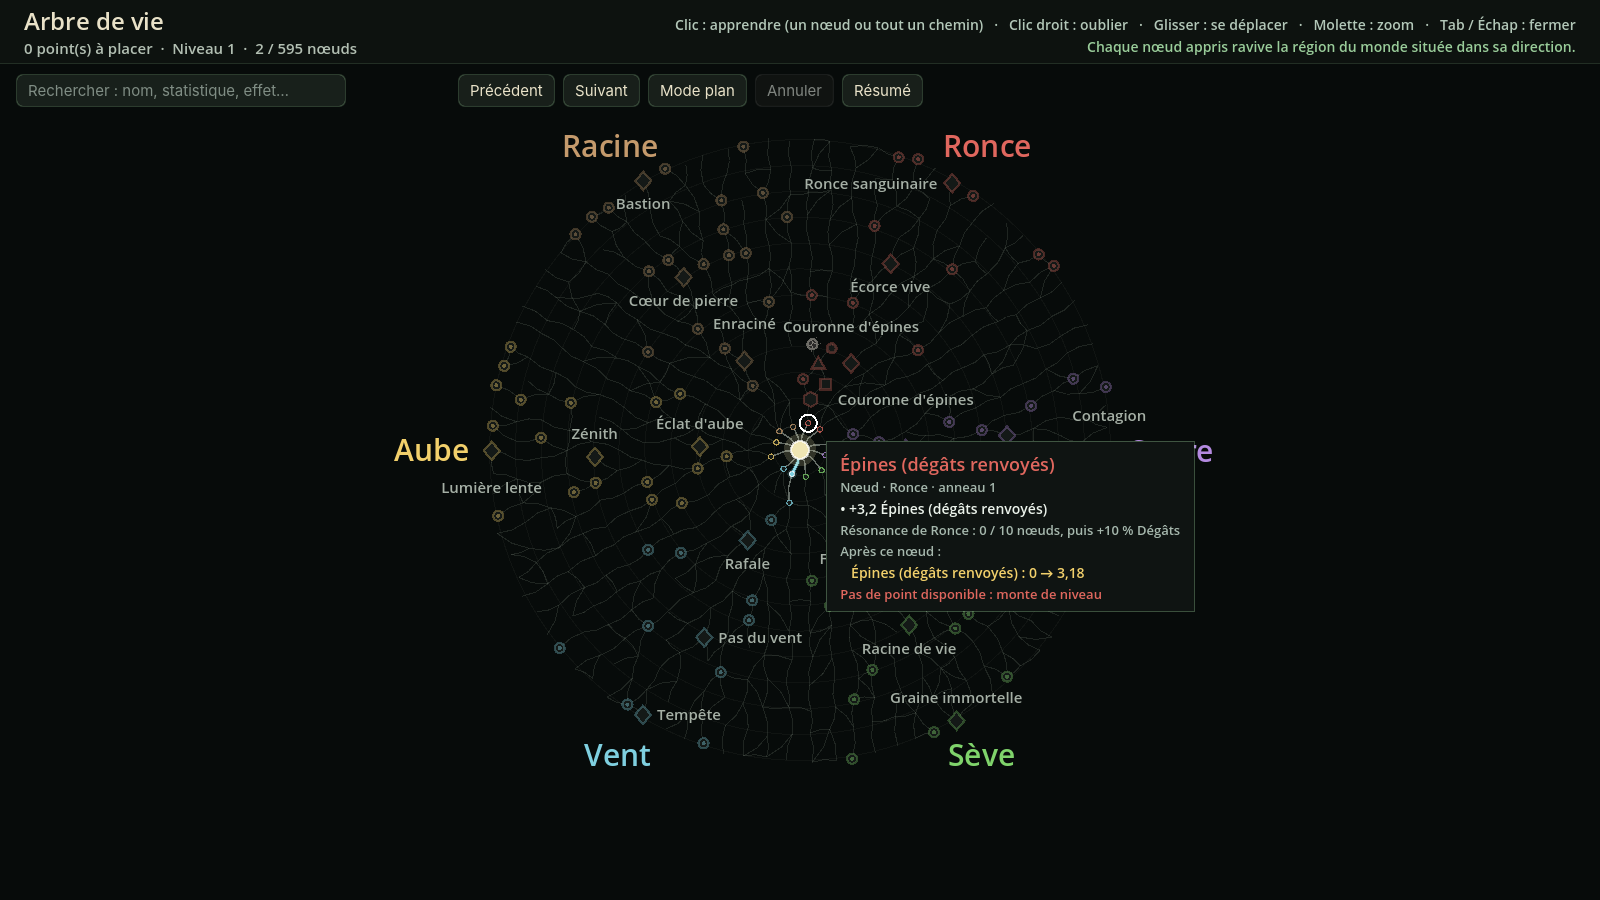 Arbre de vie
0 point(s) à placer · Niveau 1 · 2 / 595 nœuds
Clic : apprendre (un nœud ou tout un chemin) · Clic droit : oublier · Glisser : se déplacer · Molette : zoom · Tab / Échap : fermer
Chaque nœud appris ravive la région du monde située dans sa direction.
Rechercher : nom, statistique, effet...
Précédent
Suivant
Mode plan
Annuler
Résumé
Racine
Ronce
Ronce sanguinaire
Bastion
Écorce vive
Cœur de pierre
Enraciné
Couronne d'épines
Couronne d'épines
Contagion
Éclat d'aube
Zénith
Aube
re
Lumière lente
Épines (dégâts renvoyés)
Nœud · Ronce · anneau 1
• +3,2 Épines (dégâts renvoyés)
Résonance de Ronce : 0 / 10 nœuds, puis +10 % Dégâts
Après ce nœud :
Épines (dégâts renvoyés) : 0 → 3,18
Pas de point disponible : monte de niveau
Rafale
F
Pas du vent
Racine de vie
Graine immortelle
Tempête
Vent
Sève